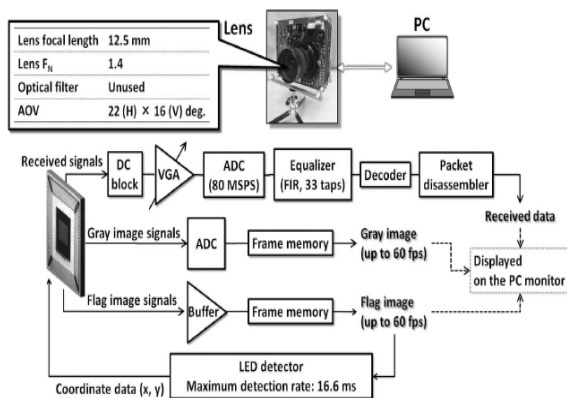 Lens
PC
Lens focal length 12.5 mm
Lens FN 1.4
Optical filter Unused
AOV 22 (H) × 16 (V) deg.
Received signals
DC
block
VGA
ADC
(80 MSPS)
Equalizer
(FIR, 33 taps)
Decoder
Packet
disassembler
Received data
Gray image signals
ADC
Frame memory
Gray image
(up to 60 fps)
Displayed
on the PC monitor
Flag image signals
Buffer
Frame memory
Flag image
(up to 60 fps)
LED detector
Maximum detection rate: 16.6 ms
Coordinate data (x, y)